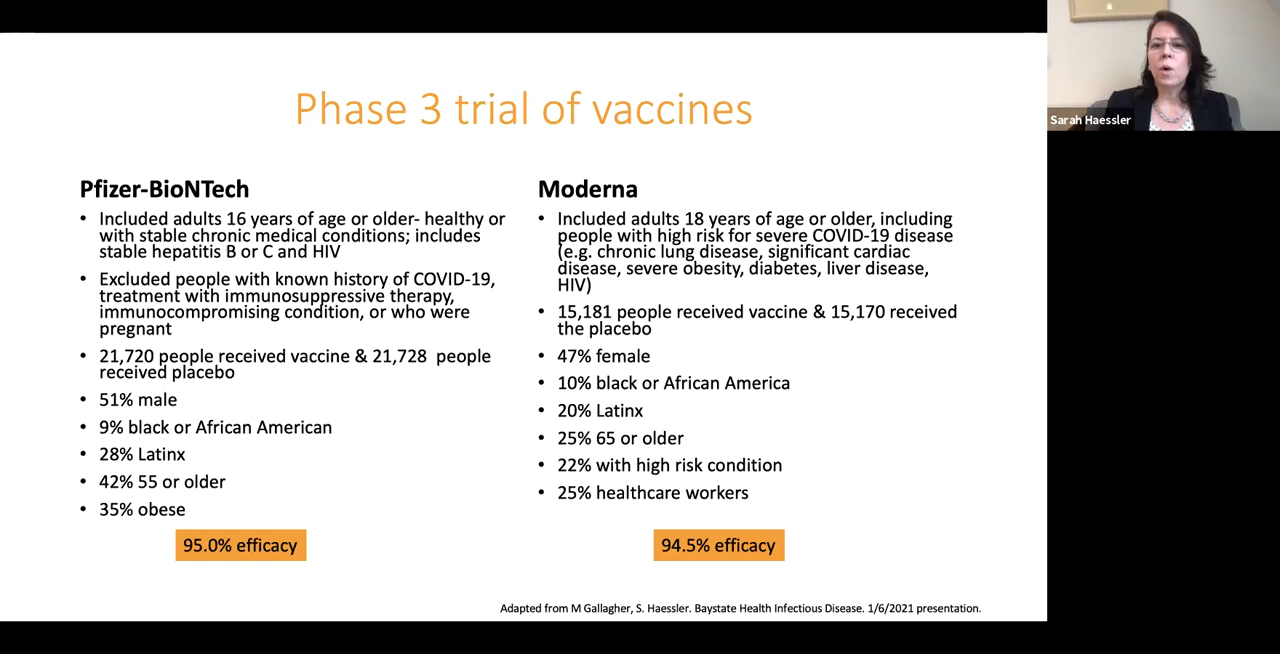 Phase 3 trial of vaccines
Pfizer-BioNTech
• Included adults 16 years of age or older- healthy or
with stable chronic medical conditions; includes
stable hepatitis B or C and HIV
• Excluded people with known history of COVID-19,
treatment with immunosuppressive therapy,
immunocompromising condition, or who were
pregnant
• 21,720 people received vaccine & 21,728 people
received placebo
• 51% male
• 9% black or African American
• 28% Latinx
• 42% 55 or older
• 35% obese
95.0% efficacy
Moderna
• Included adults 18 years of age or older, including
people with high risk for severe COVID-19 disease
(e.g. chronic lung disease, significant cardiac
disease, severe obesity, diabetes, liver disease,
HIV)
• 15,181 people received vaccine & 15,170 received
the placebo
• 47% female
• 10% black or African America
• 20% Latinx
• 25% 65 or older
• 22% with high risk condition
• 25% healthcare workers
94.5% efficacy
Adapted from M Gallagher, S. Haessler. Baystate Health Infectious Disease. 1/6/2021 presentation.
Sarah Haessler